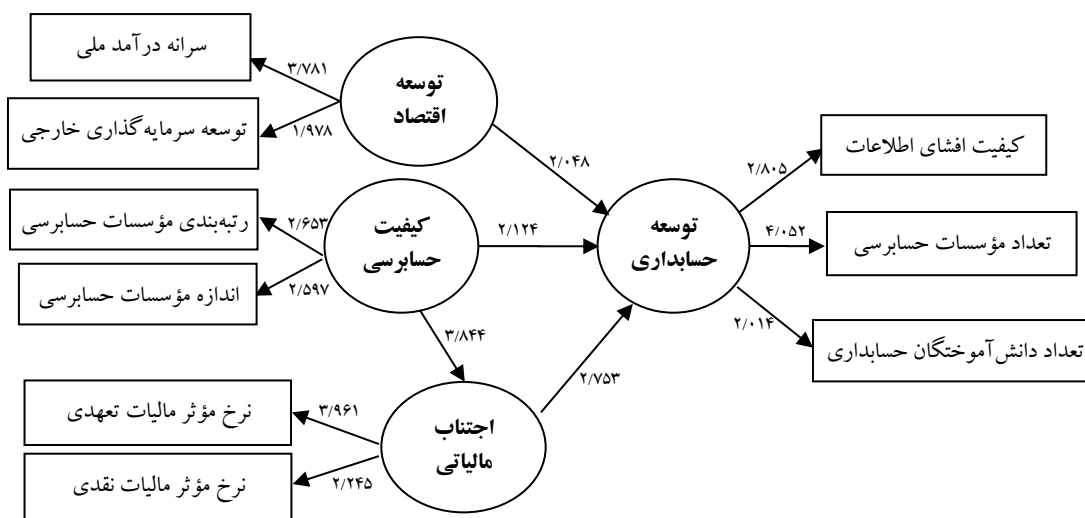 سرانه درآمد ملی
۳/۷۸۱
توسعه
اقتصاد
توسعه سرمایه‌گذاری خارجی
۱/۹۷۸
کیفیت افشای اطلاعات
۲/۰۴۸
۲/۸۰۵
رتبه‌بندی مؤسسات حسابرسی
۲/۶۵۳
کیفیت
حسابرسی
۲/۱۲۴
توسعه
حسابداری
۴/۰۵۲
تعداد مؤسسات حسابرسی
اندازه مؤسسات حسابرسی
۲/۵۹۷
۲/۰۱۴
تعداد دانش‌آموختگان حسابداری
۳/۸۴۴
۲/۷۵۳
نرخ مؤثر مالیات تعهدی
۳/۹۶۱
اجتناب
مالیاتی
نرخ مؤثر مالیات نقدی
۲/۲۴۵